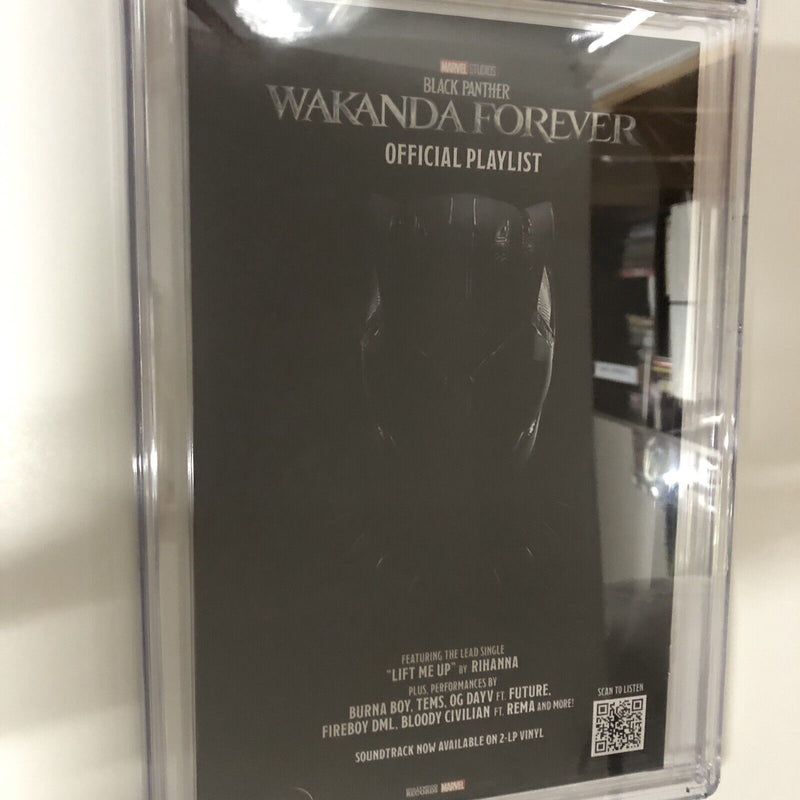 MARVEL STUDIOS
BLACK PANTHER
WAKANDA FOREVER
OFFICIAL PLAYLIST
FEATURING THE LEAD SINGLE
"LIFT ME UP" BY RIHANNA
PLUS, PERFORMANCES BY
BURNA BOY, TEMS, OG DAYV FT. FUTURE,
FIREBOY DML, BLOODY CIVILIAN FT. REMA AND MORE!
SCAN TO LISTEN
SOUNDTRACK NOW AVAILABLE ON 2-LP VINYL
RECORDS MARVEL